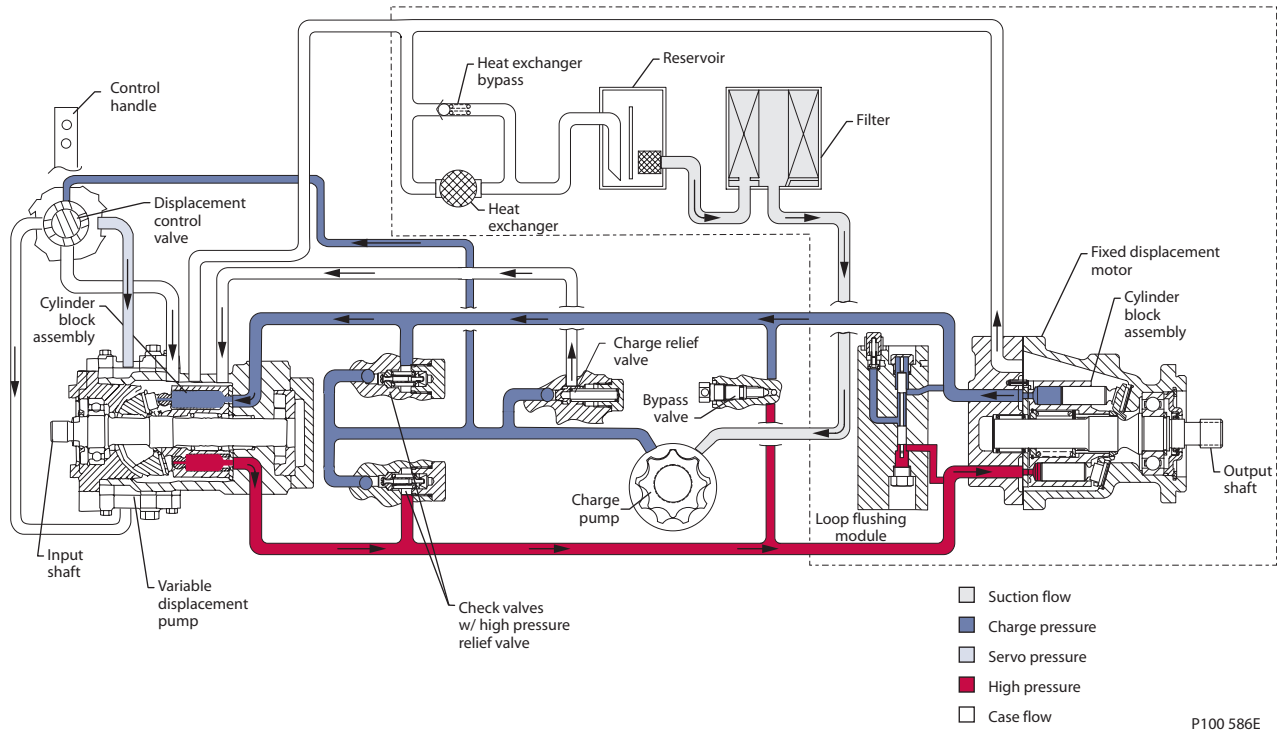 Control
handle
Heat exchanger
bypass
Reservoir
Filter
Displacement
control
valve
Heat
exchanger
Fixed displacement
motor
Cylinder
block
assembly
Cylinder
block
assembly
Charge relief
valve
Bypass
valve
Output
shaft
Charge
pump
Loop flushing
module
Input
shaft
Variable
displacement
pump
Check valves
w/ high pressure
relief valve
Suction flow
Charge pressure
Servo pressure
High pressure
Case flow
P100 586E